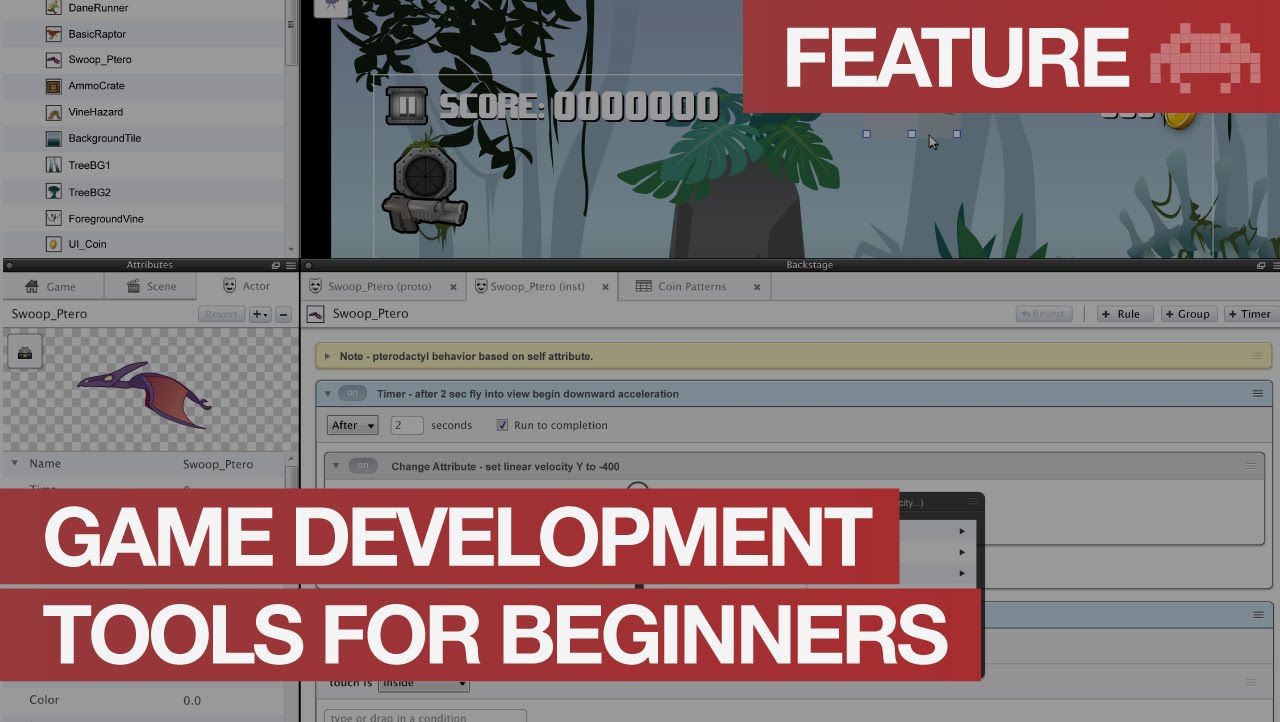 DaneRunner
BasicRaptor
Swoop_Ptero
AmmoCrate
VineHazard
BackgroundTile
TreeBG1
TreeBG2
ForegroundVine
UI_Coin
FEATURE
SCORE: 0000000
Attributes
Backstage
Game Scene Actor
Swoop_Ptero (proto) × Swoop_Ptero (inst) × Coin Patterns ×
Swoop_Ptero Revert + −
Swoop_Ptero Revert + Rule + Group + Timer
Note - pterodactyl behavior based on self attribute.
on Timer - after 2 sec fly into view begin downward acceleration
After 2 seconds Run to completion
Name Swoop_Ptero
on Change Attribute - set linear velocity Y to -400
city...)
GAME DEVELOPMENT
TOOLS FOR BEGINNERS
touch is inside
Color 0.0
type or drag in a condition